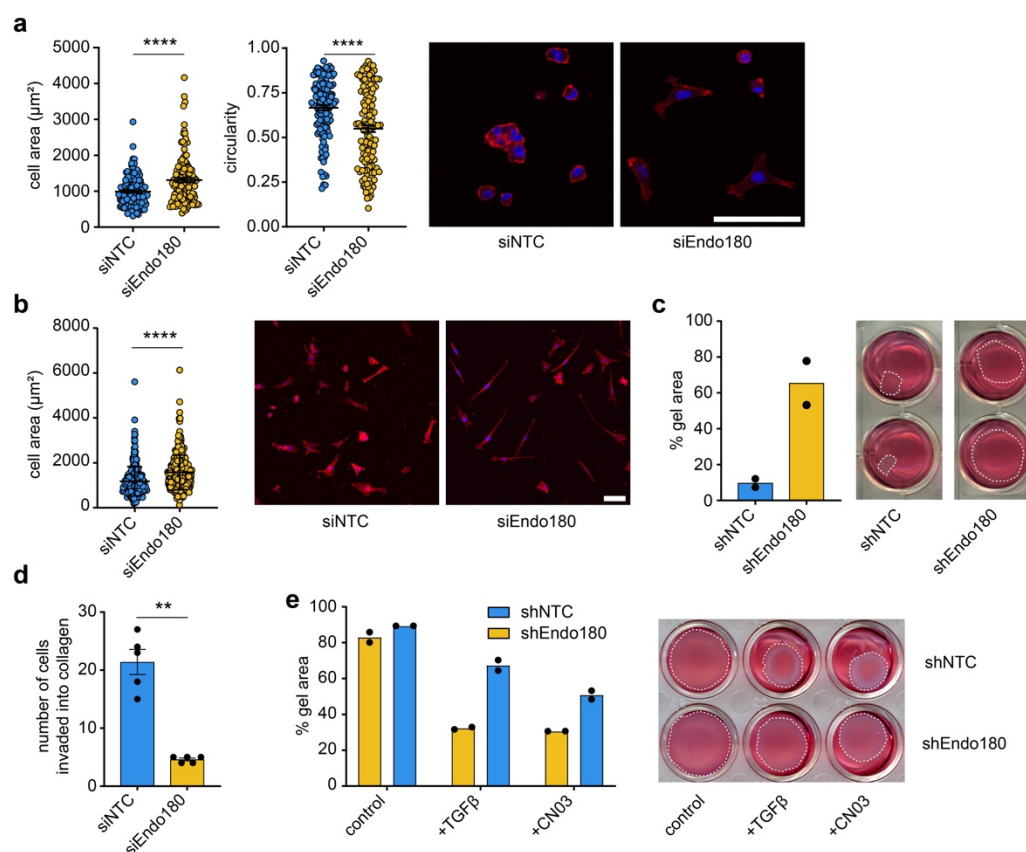 a
5000
4000
3000
2000
1000
0
cell area (µm²)
****
siNTC
siEndo180
1.00
0.75
0.50
0.25
0.00
circularity
****
siNTC
siEndo180
siNTC
siEndo180
b
8000
6000
4000
2000
0
cell area (µm²)
****
siNTC
siEndo180
siNTC
siEndo180
c
100
80
60
40
20
0
% gel area
shNTC
shEndo180
shNTC
shEndo180
d
30
20
10
0
number of cells
invaded into collagen
**
siNTC
siEndo180
e
100
80
60
40
20
0
% gel area
shNTC
shEndo180
control
+TGFβ
+CN03
shNTC
shEndo180
control
+TGFβ
+CN03